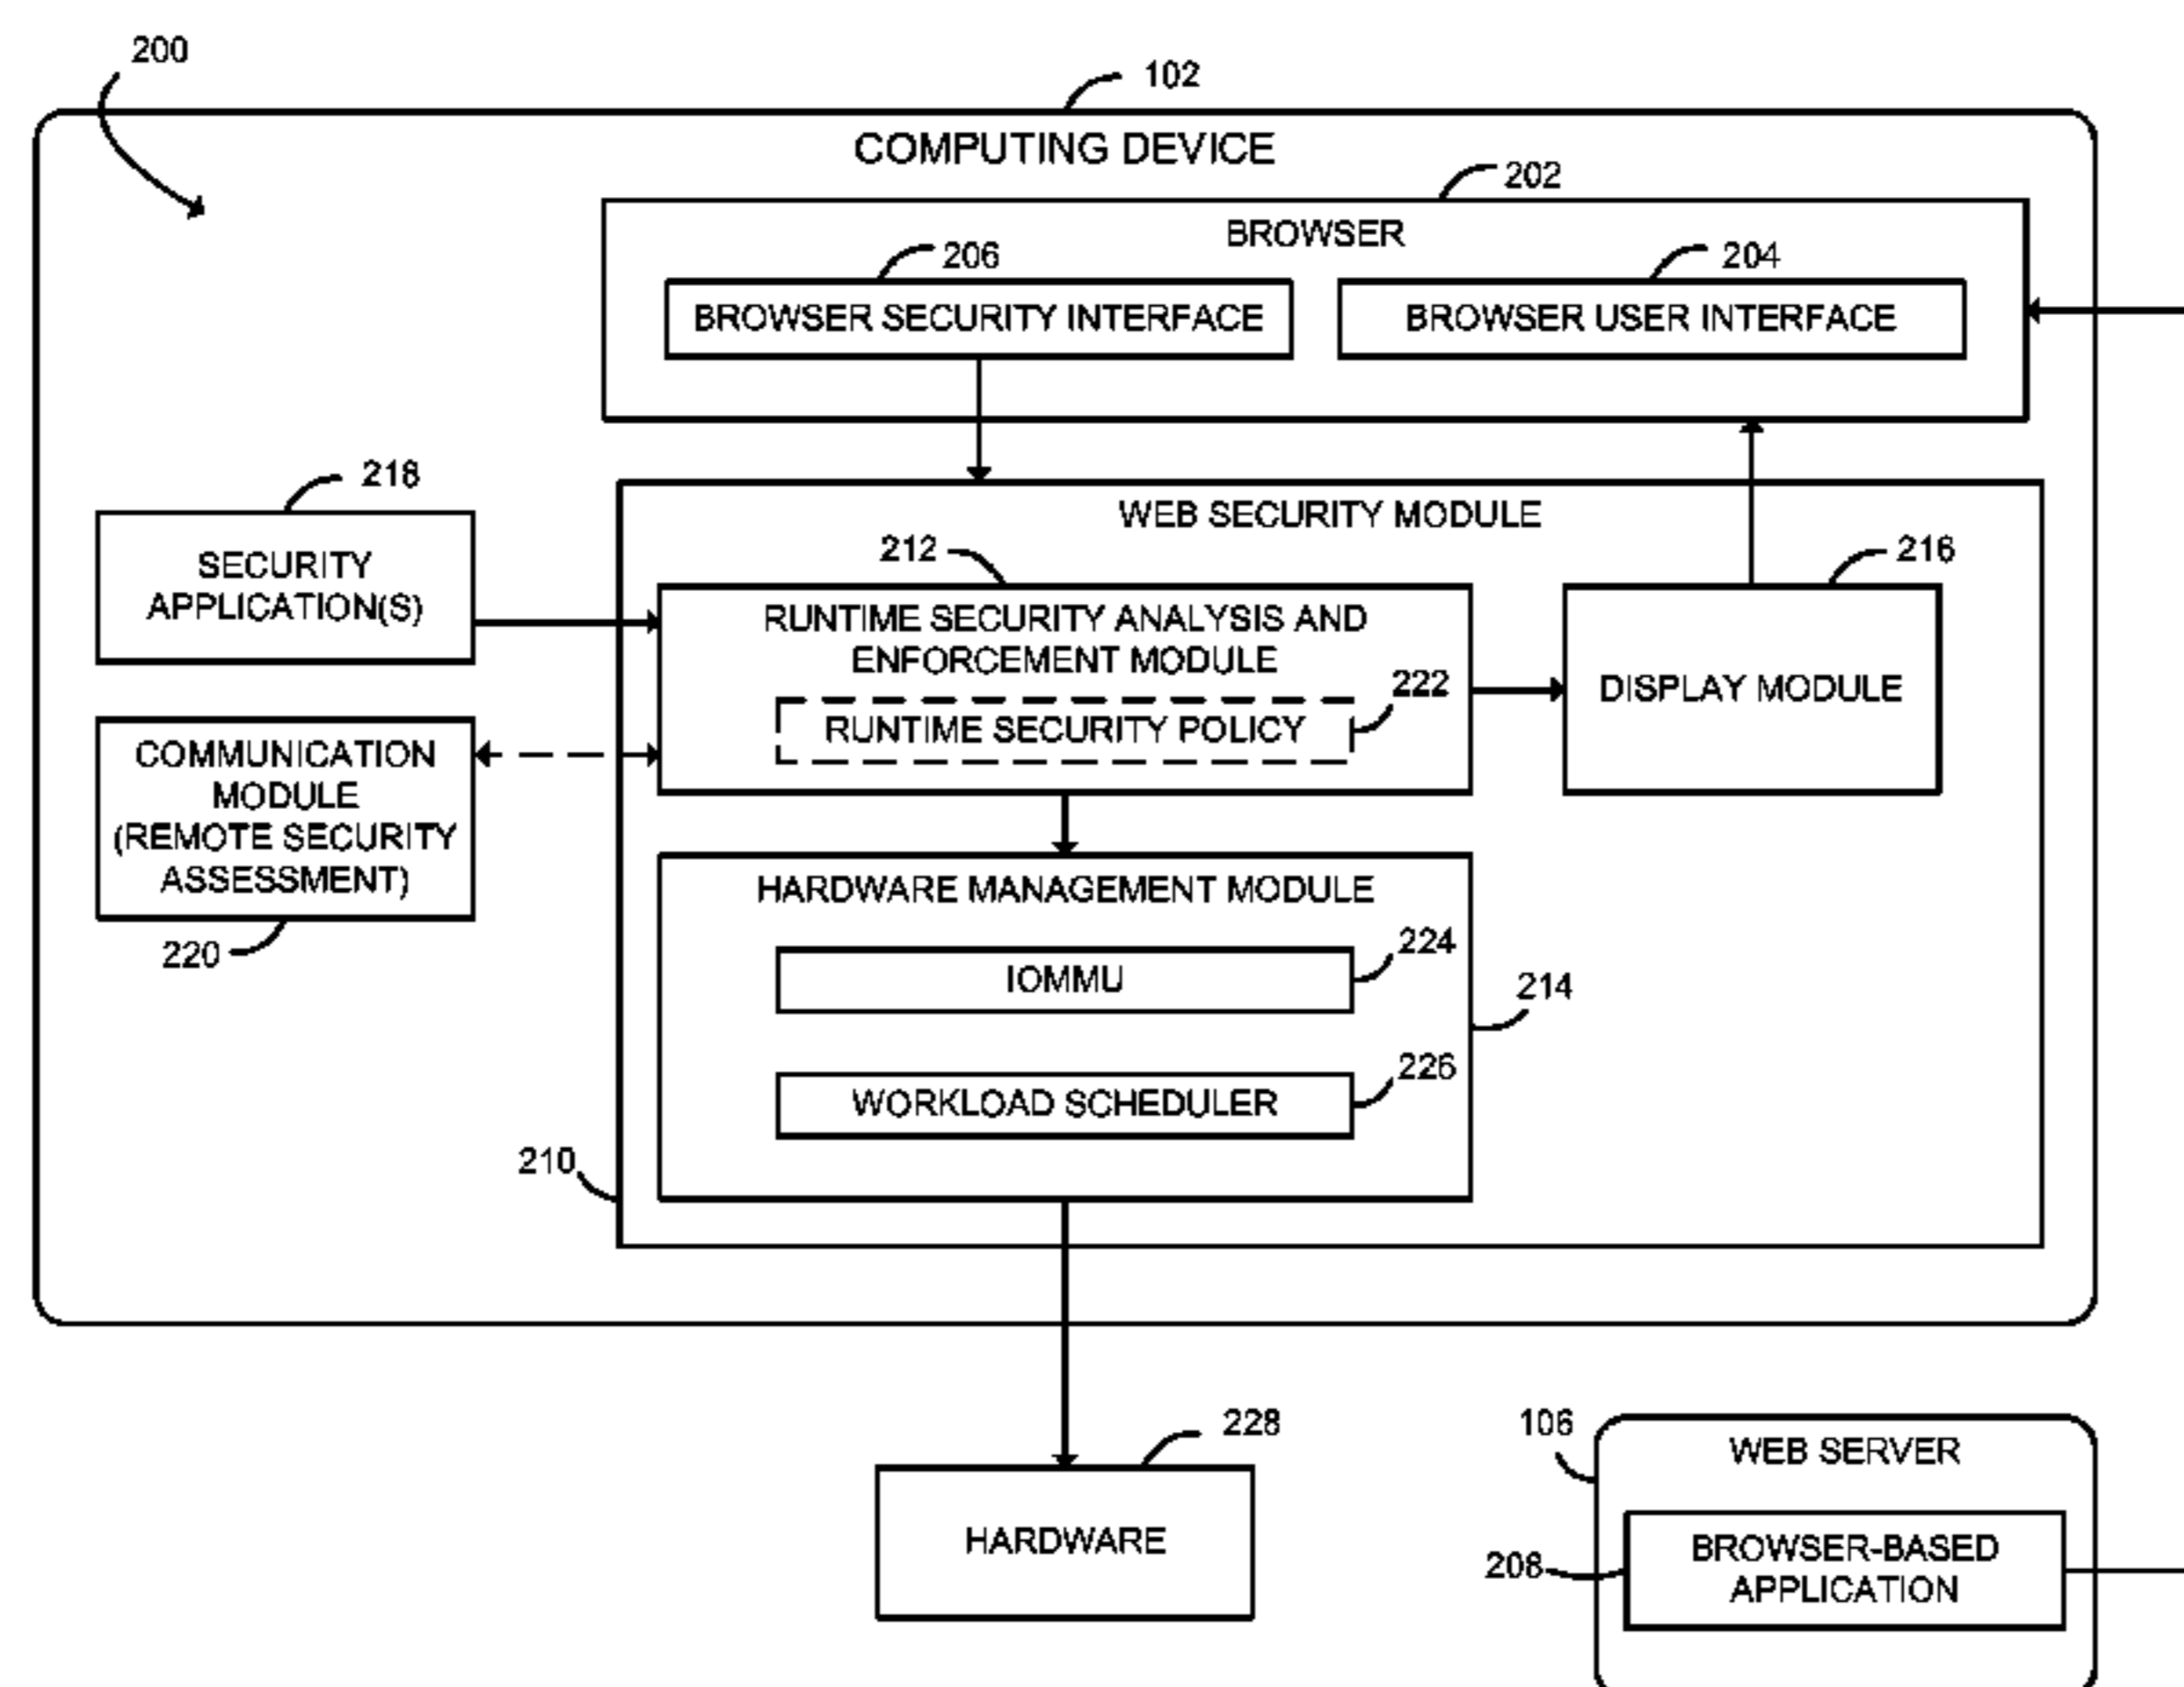 200
102
COMPUTING DEVICE
202
BROWSER
206
204
BROWSER SECURITY INTERFACE
BROWSER USER INTERFACE
218
WEB SECURITY MODULE
212
216
SECURITY
APPLICATION(S)
RUNTIME SECURITY ANALYSIS AND
ENFORCEMENT MODULE
222
RUNTIME SECURITY POLICY
DISPLAY MODULE
COMMUNICATION
MODULE
(REMOTE SECURITY
ASSESSMENT)
220
HARDWARE MANAGEMENT MODULE
224
IOMMU
214
226
WORKLOAD SCHEDULER
210
228
HARDWARE
106
WEB SERVER
208
BROWSER-BASED
APPLICATION